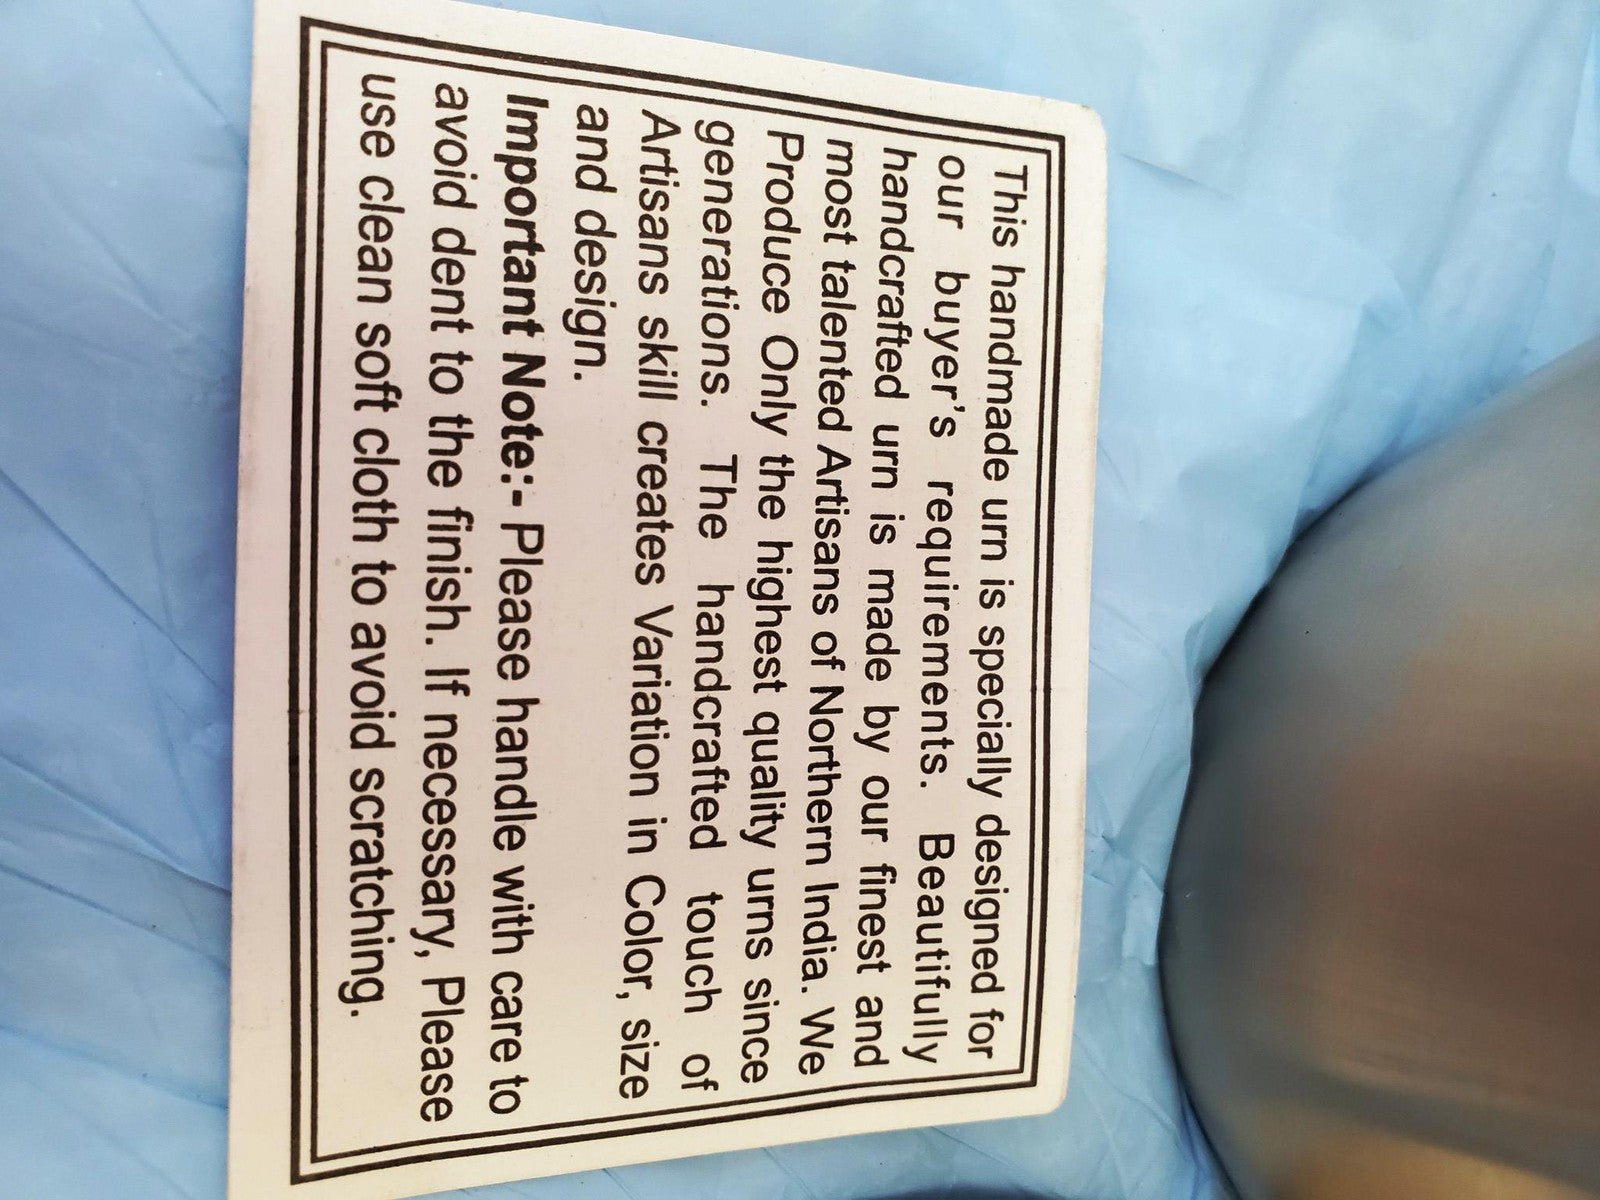 This handmade urn is specially designed for
our buyer's requirements. Beautifully
handcrafted urn is made by our finest and
most talented Artisans of Northern India. We
Produce Only the highest quality urns since
generations. The handcrafted touch of
Artisans skill creates Variation in Color, size
and design.
Important Note:- Please handle with care to
avoid dent to the finish. If necessary, Please
use clean soft cloth to avoid scratching.